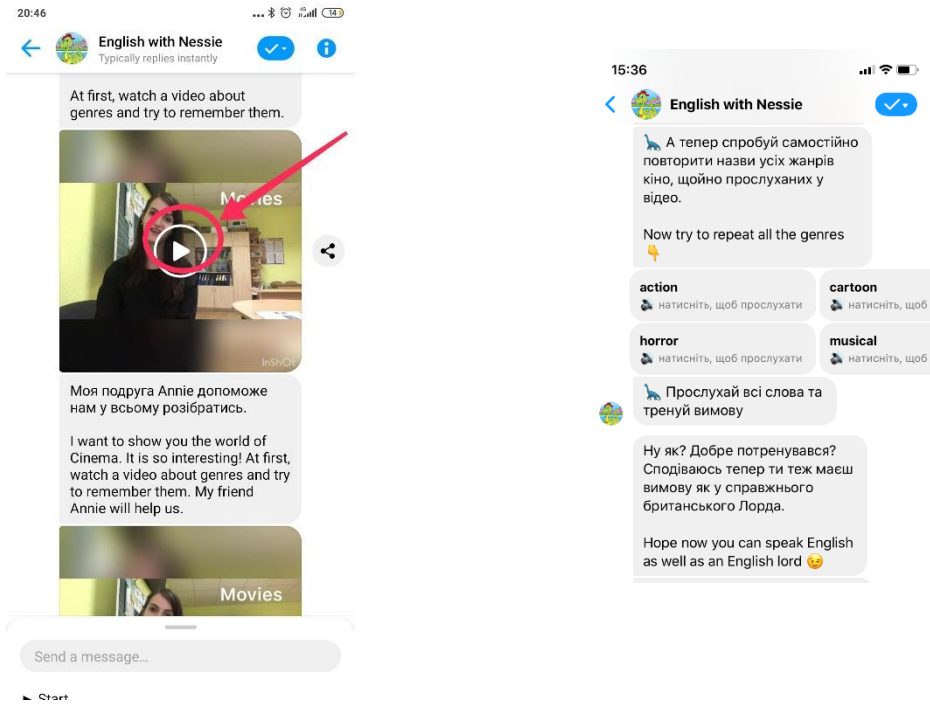 20:46
14
English with Nessie
Typically replies instantly
At first, watch a video about
genres and try to remember them.
Movies
InShOt
Моя подруга Annie допоможе
нам у всьому розібратись.
I want to show you the world of
Cinema. It is so interesting! At first,
watch a video about genres and try
to remember them. My friend
Annie will help us.
Movies
Send a message...
Start
15:36
English with Nessie
А тепер спробуй самостійно
повторити назви усіх жанрів
кіно, щойно прослуханих у
відео.
Now try to repeat all the genres
action
натисніть, щоб прослухати
cartoon
натисніть, щоб
horror
натисніть, щоб прослухати
musical
натисніть, щоб
Прослухай всі слова та
тренуй вимову
Ну як? Добре потренувався?
Сподіваюсь тепер ти теж маєш
вимову як у справжнього
британського Лорда.
Hope now you can speak English
as well as an English lord 😉